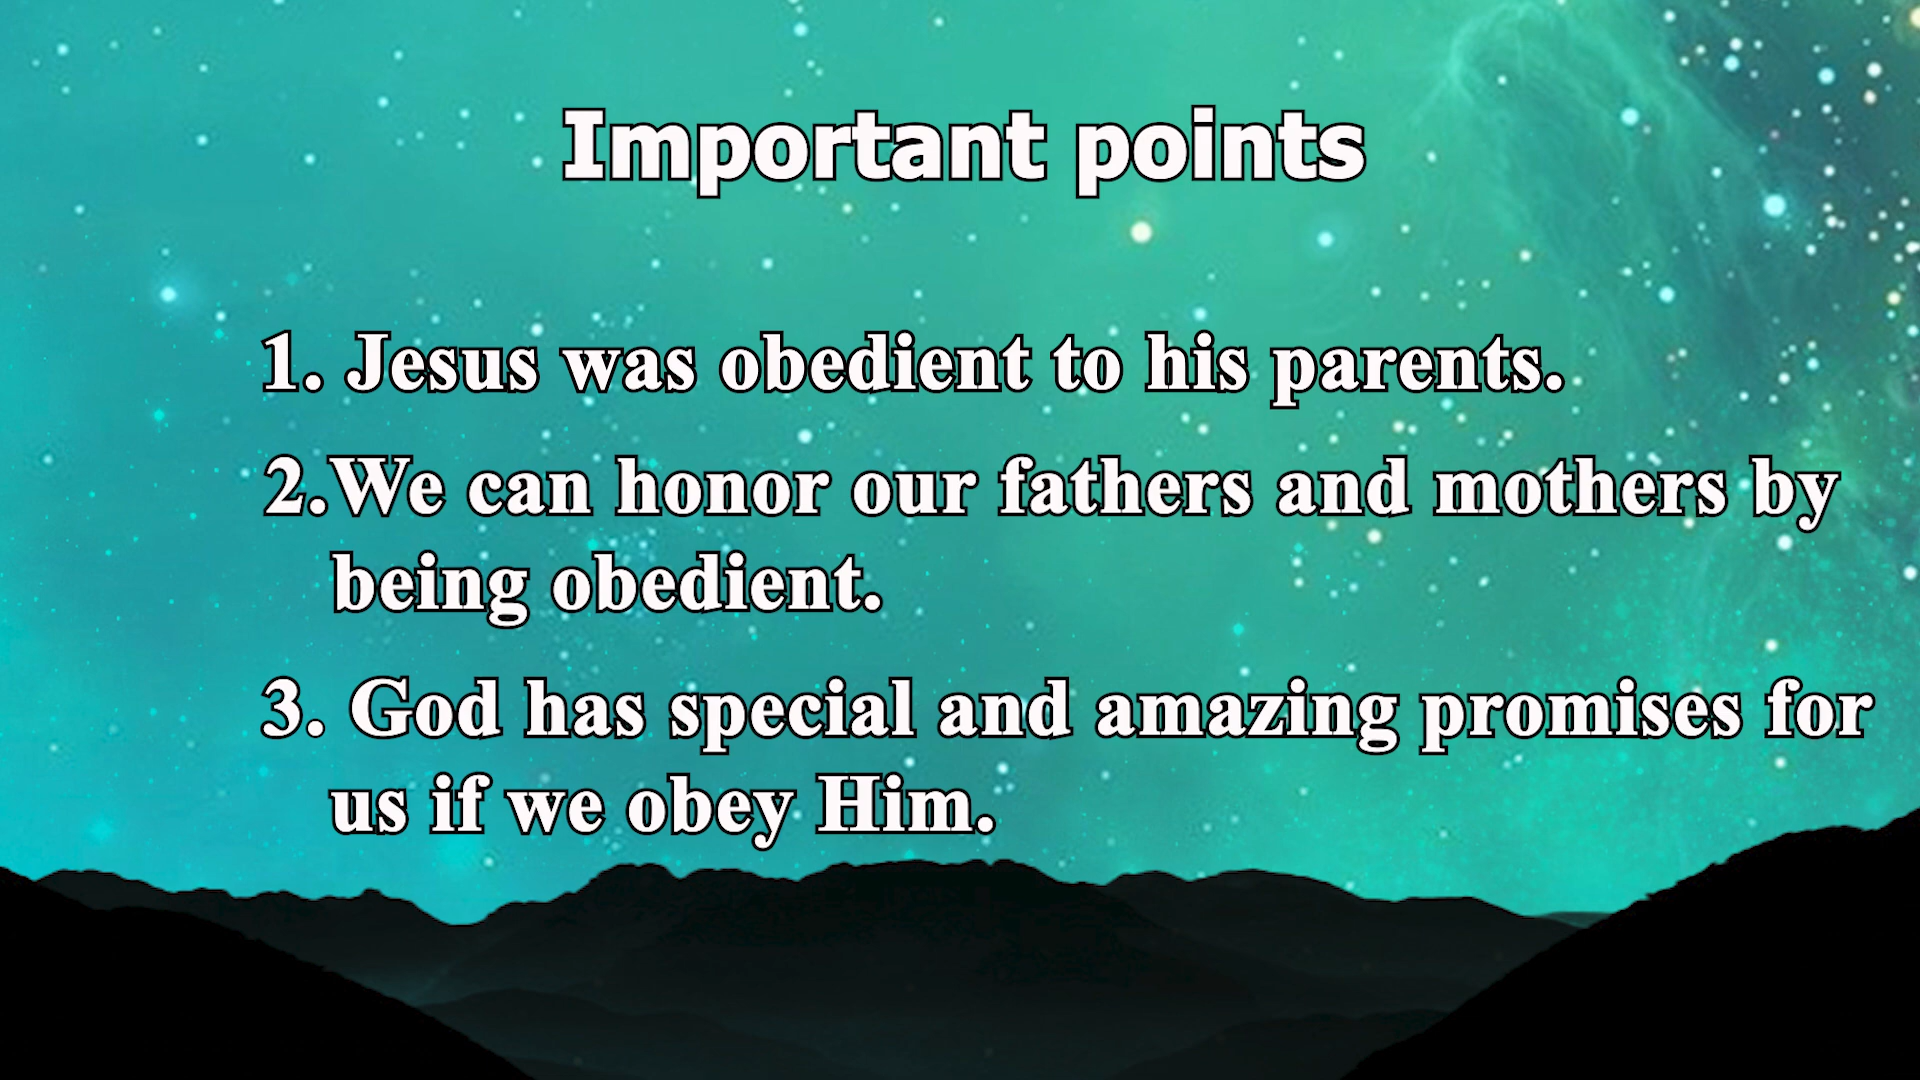 Important points
1. Jesus was obedient to his parents.
2.We can honor our fathers and mothers by
being obedient.
3. God has special and amazing promises for
us if we obey Him.